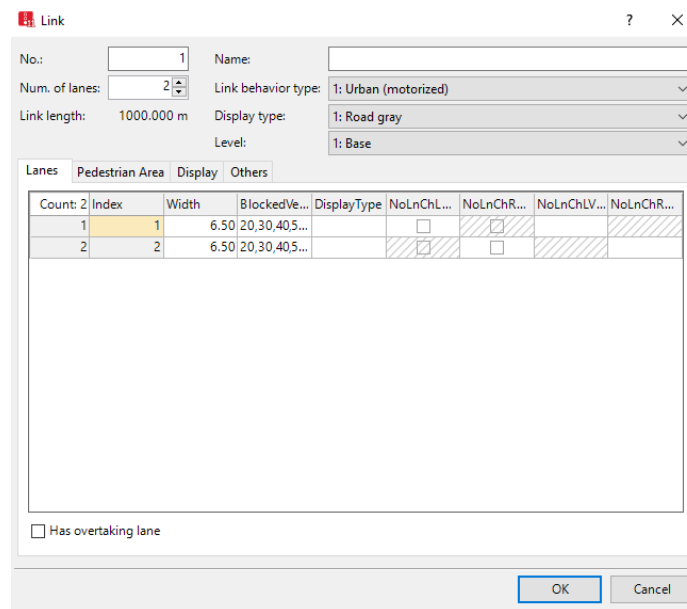 Link ? ×
No.: 1 Name:
Num. of lanes: 2 Link behavior type: 1: Urban (motorized)
Link length: 1000.000 m Display type: 1: Road gray
Level: 1: Base
Lanes Pedestrian Area Display Others
Count: 2 Index Width BlockedVe... DisplayType NoLnChL... NoLnChR... NoLnChLV... NoLnChR...
1 1 6.50 20,30,40,5...
2 2 6.50 20,30,40,5...
Has overtaking lane
OK Cancel